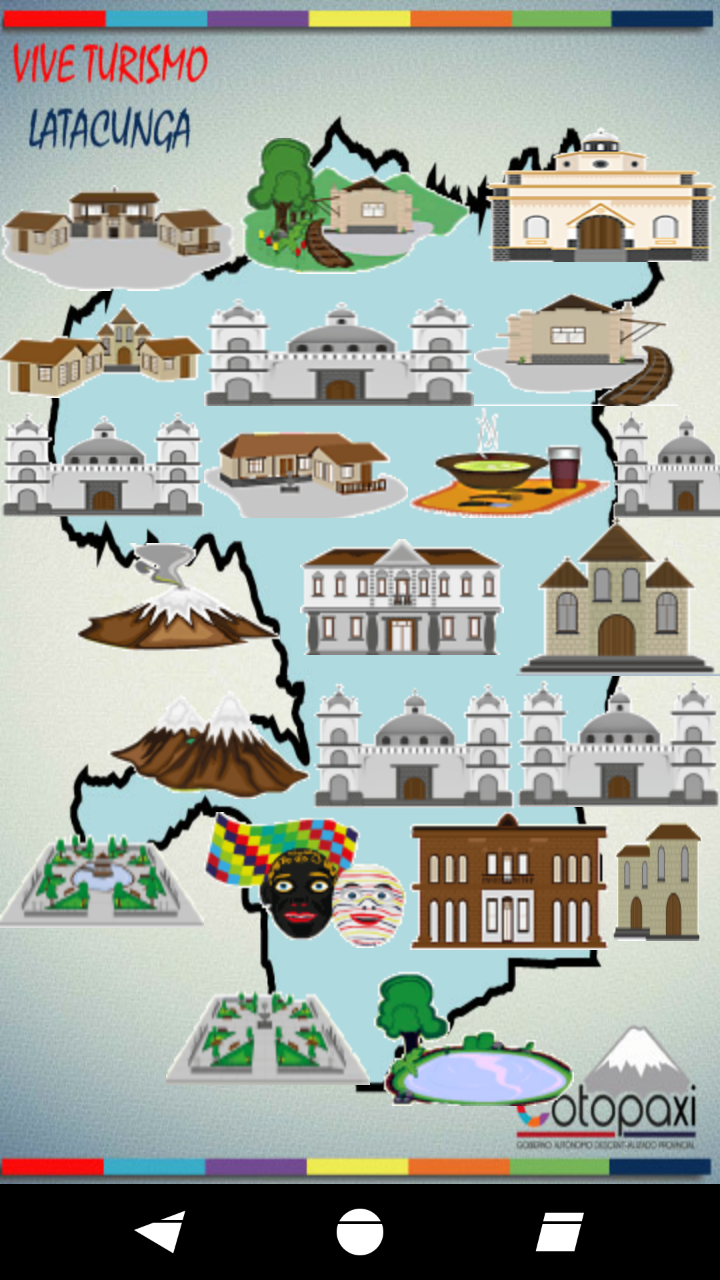 VIVE TURISMO
LATACUNGA
Cotopaxi
GOBIERNO AUTÓNOMO DESCENTRALIZADO PROVINCIAL